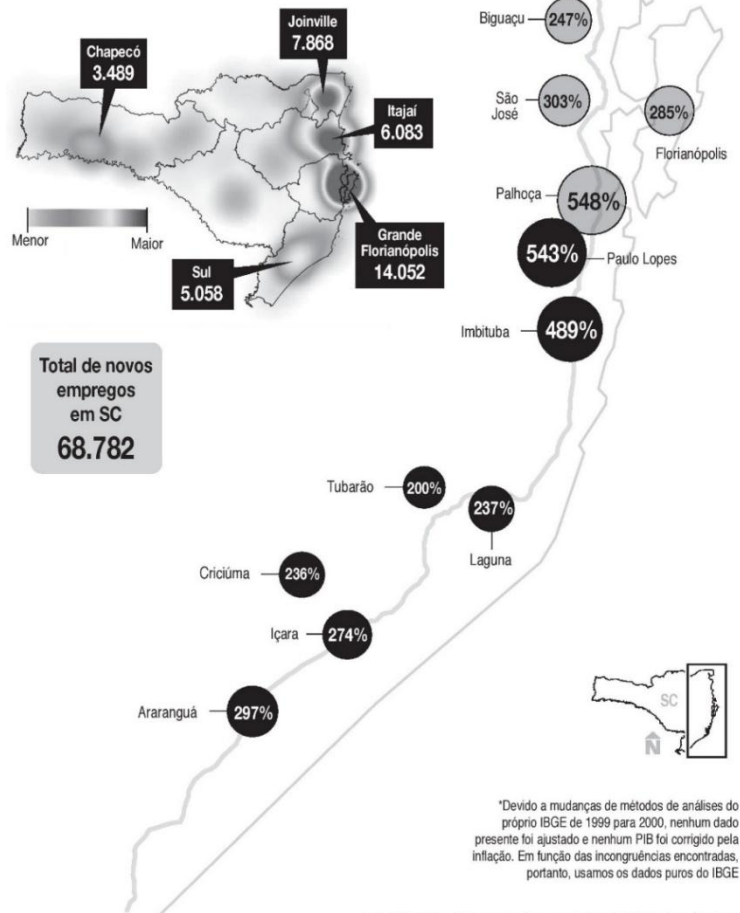 Joinville
7.868
Chapecó
3.489
Itajaí
6.083
Menor
Maior
Grande
Florianópolis
14.052
Sul
5.058
Total de novos
empregos
em SC
68.782
Biguaçu
247%
São
José
303%
285%
Florianópolis
Palhoça
548%
543%
Paulo Lopes
Imbituba
489%
Tubarão
200%
237%
Laguna
Criciúma
236%
Içara
274%
Araranguá
297%
SC
N
*Devido a mudanças de métodos de análises do
próprio IBGE de 1999 para 2000, nenhum dado
presente foi ajustado e nenhum PIB foi corrigido pela
inflação. Em função das incongruências encontradas,
portanto, usamos os dados puros do IBGE